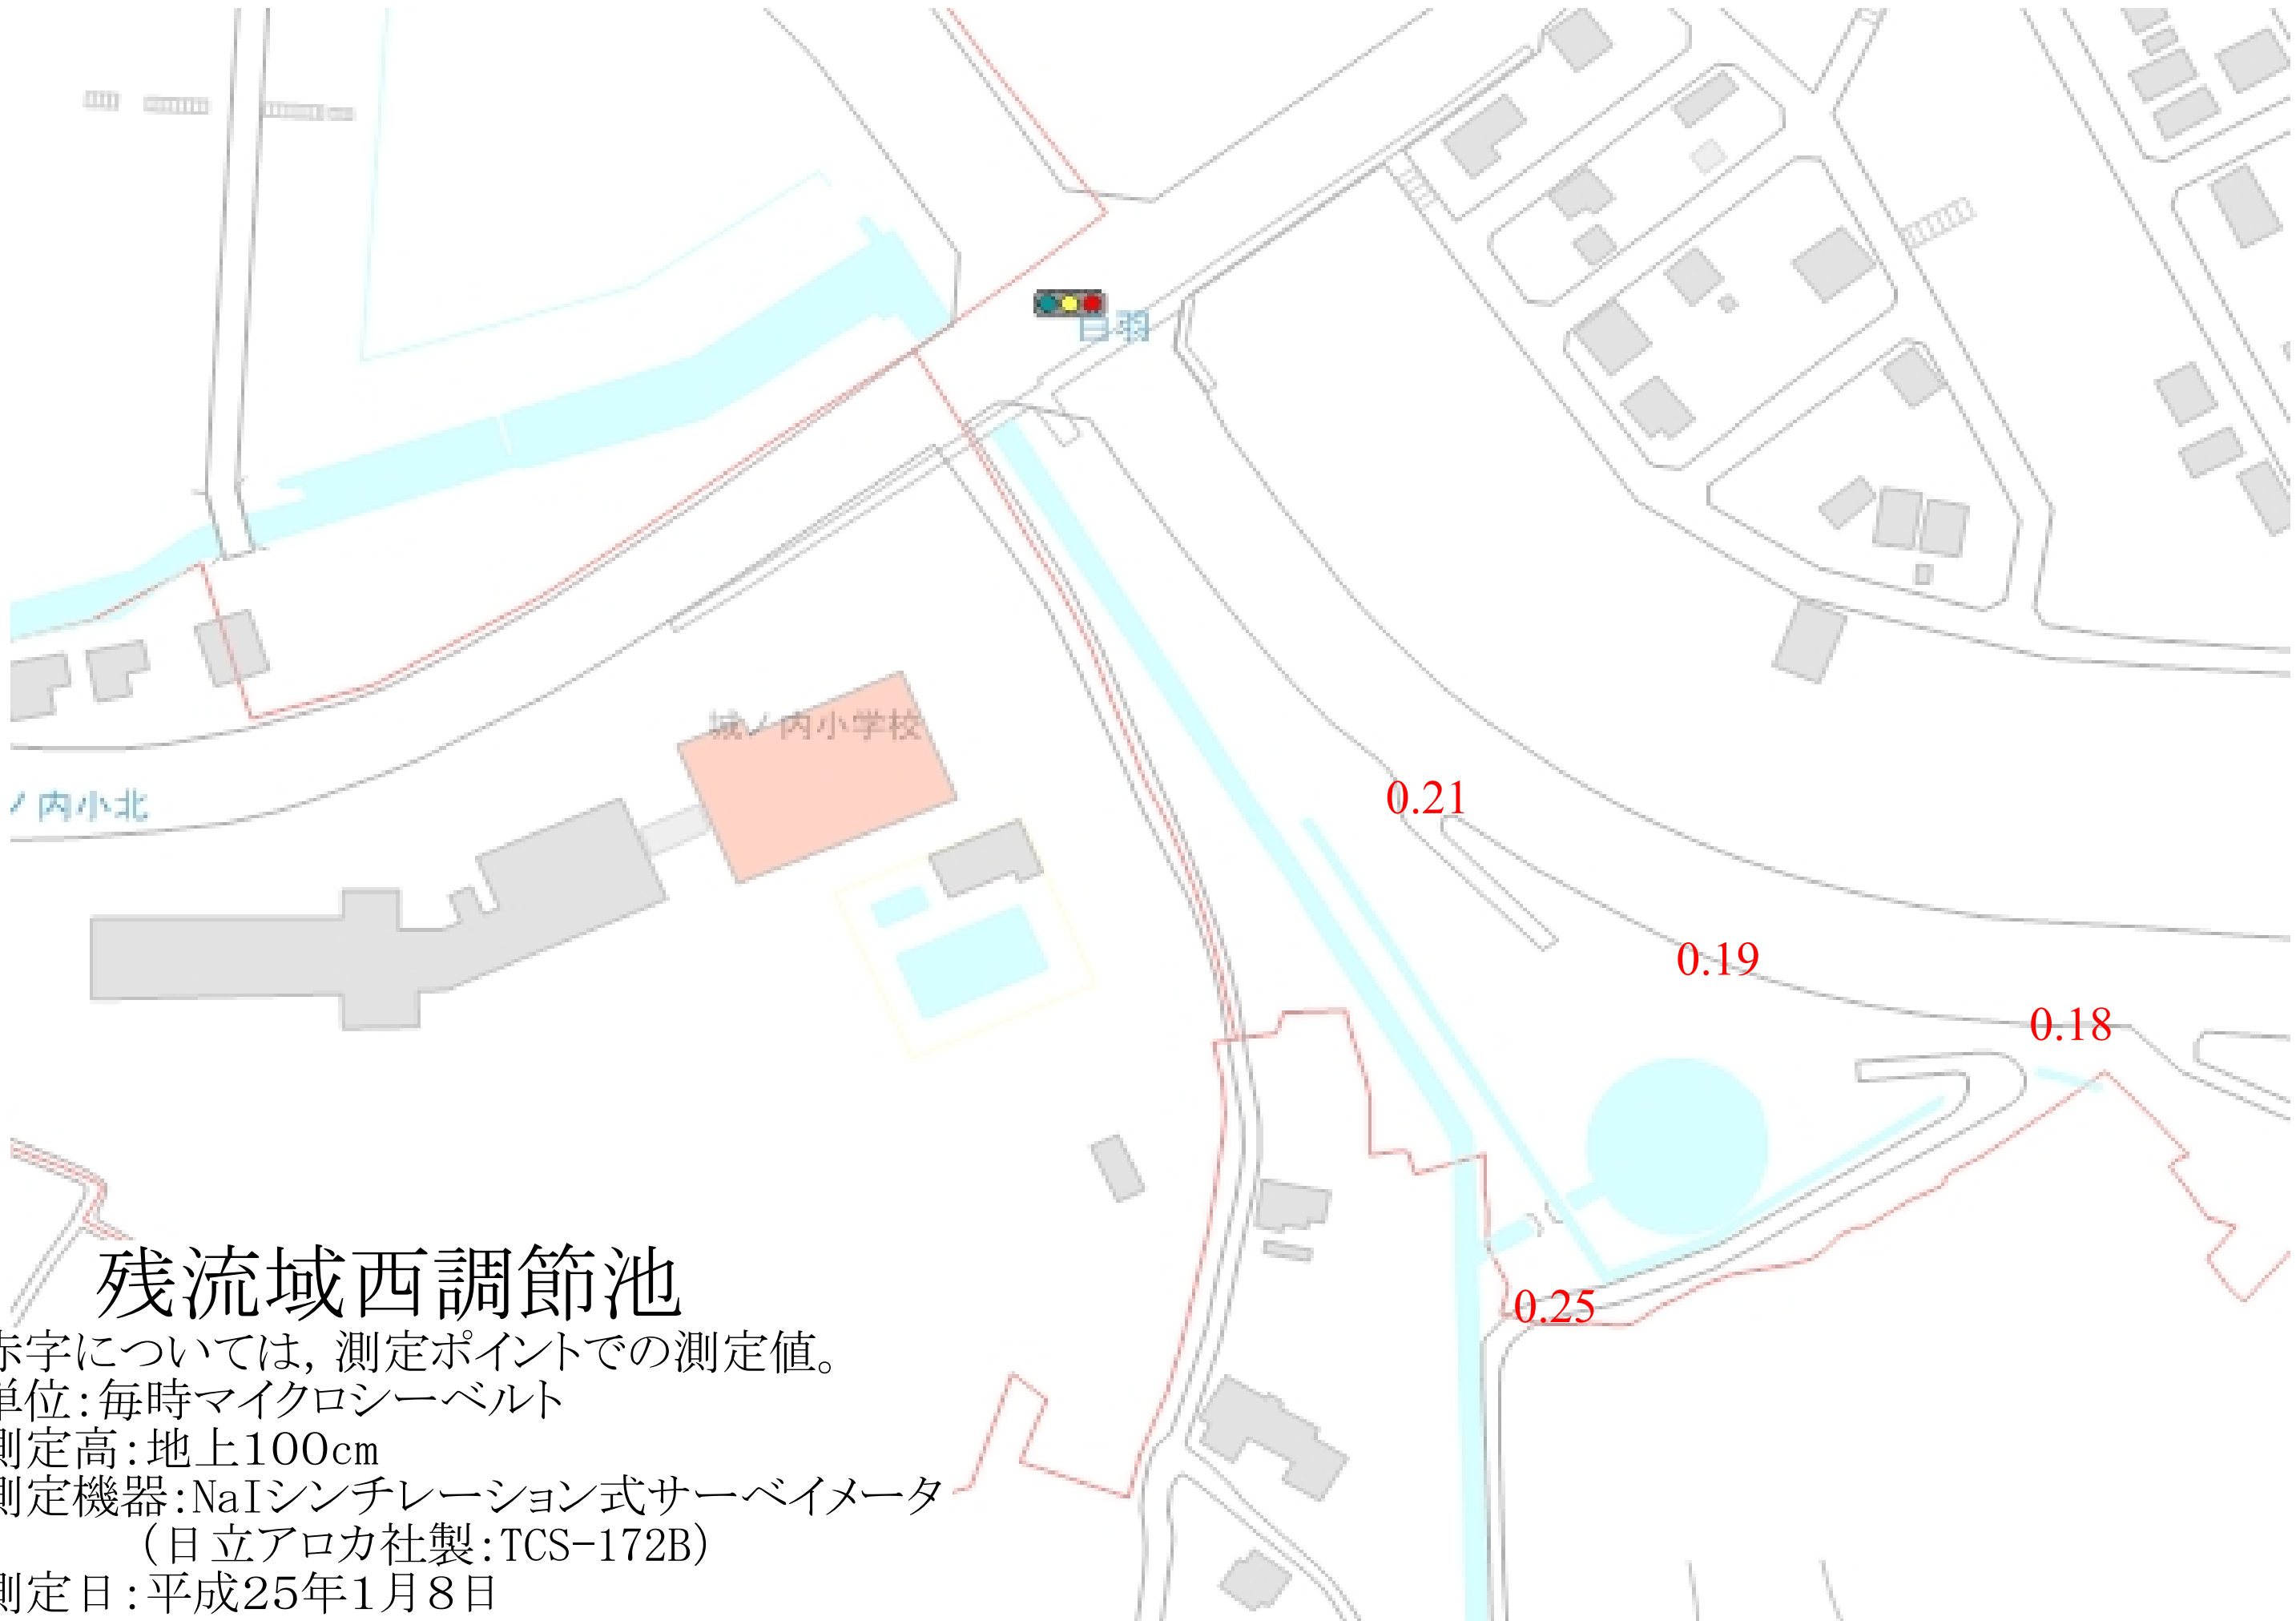 白羽
城ノ内小学校
ノ内小北
0.21
0.19
0.18
0.25
残流域西調節池
赤字については，測定ポイントでの測定値。
単位：毎時マイクロシーベルト
測定高：地上100cm
測定機器：NaIシンチレーション式サーベイメータ
（日立アロカ社製：TCS-172B）
測定日：平成25年1月8日